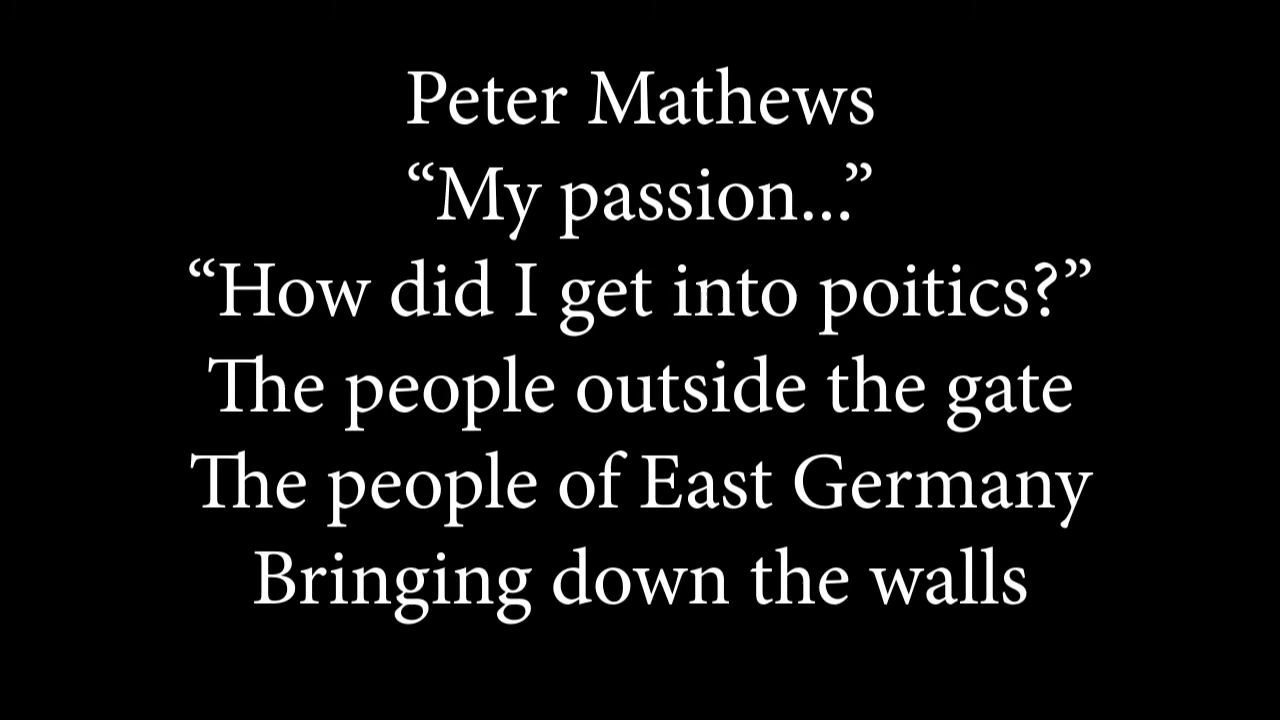 Peter Mathews
“My passion...”
“How did I get into poitics?”
The people outside the gate
The people of East Germany
Bringing down the walls